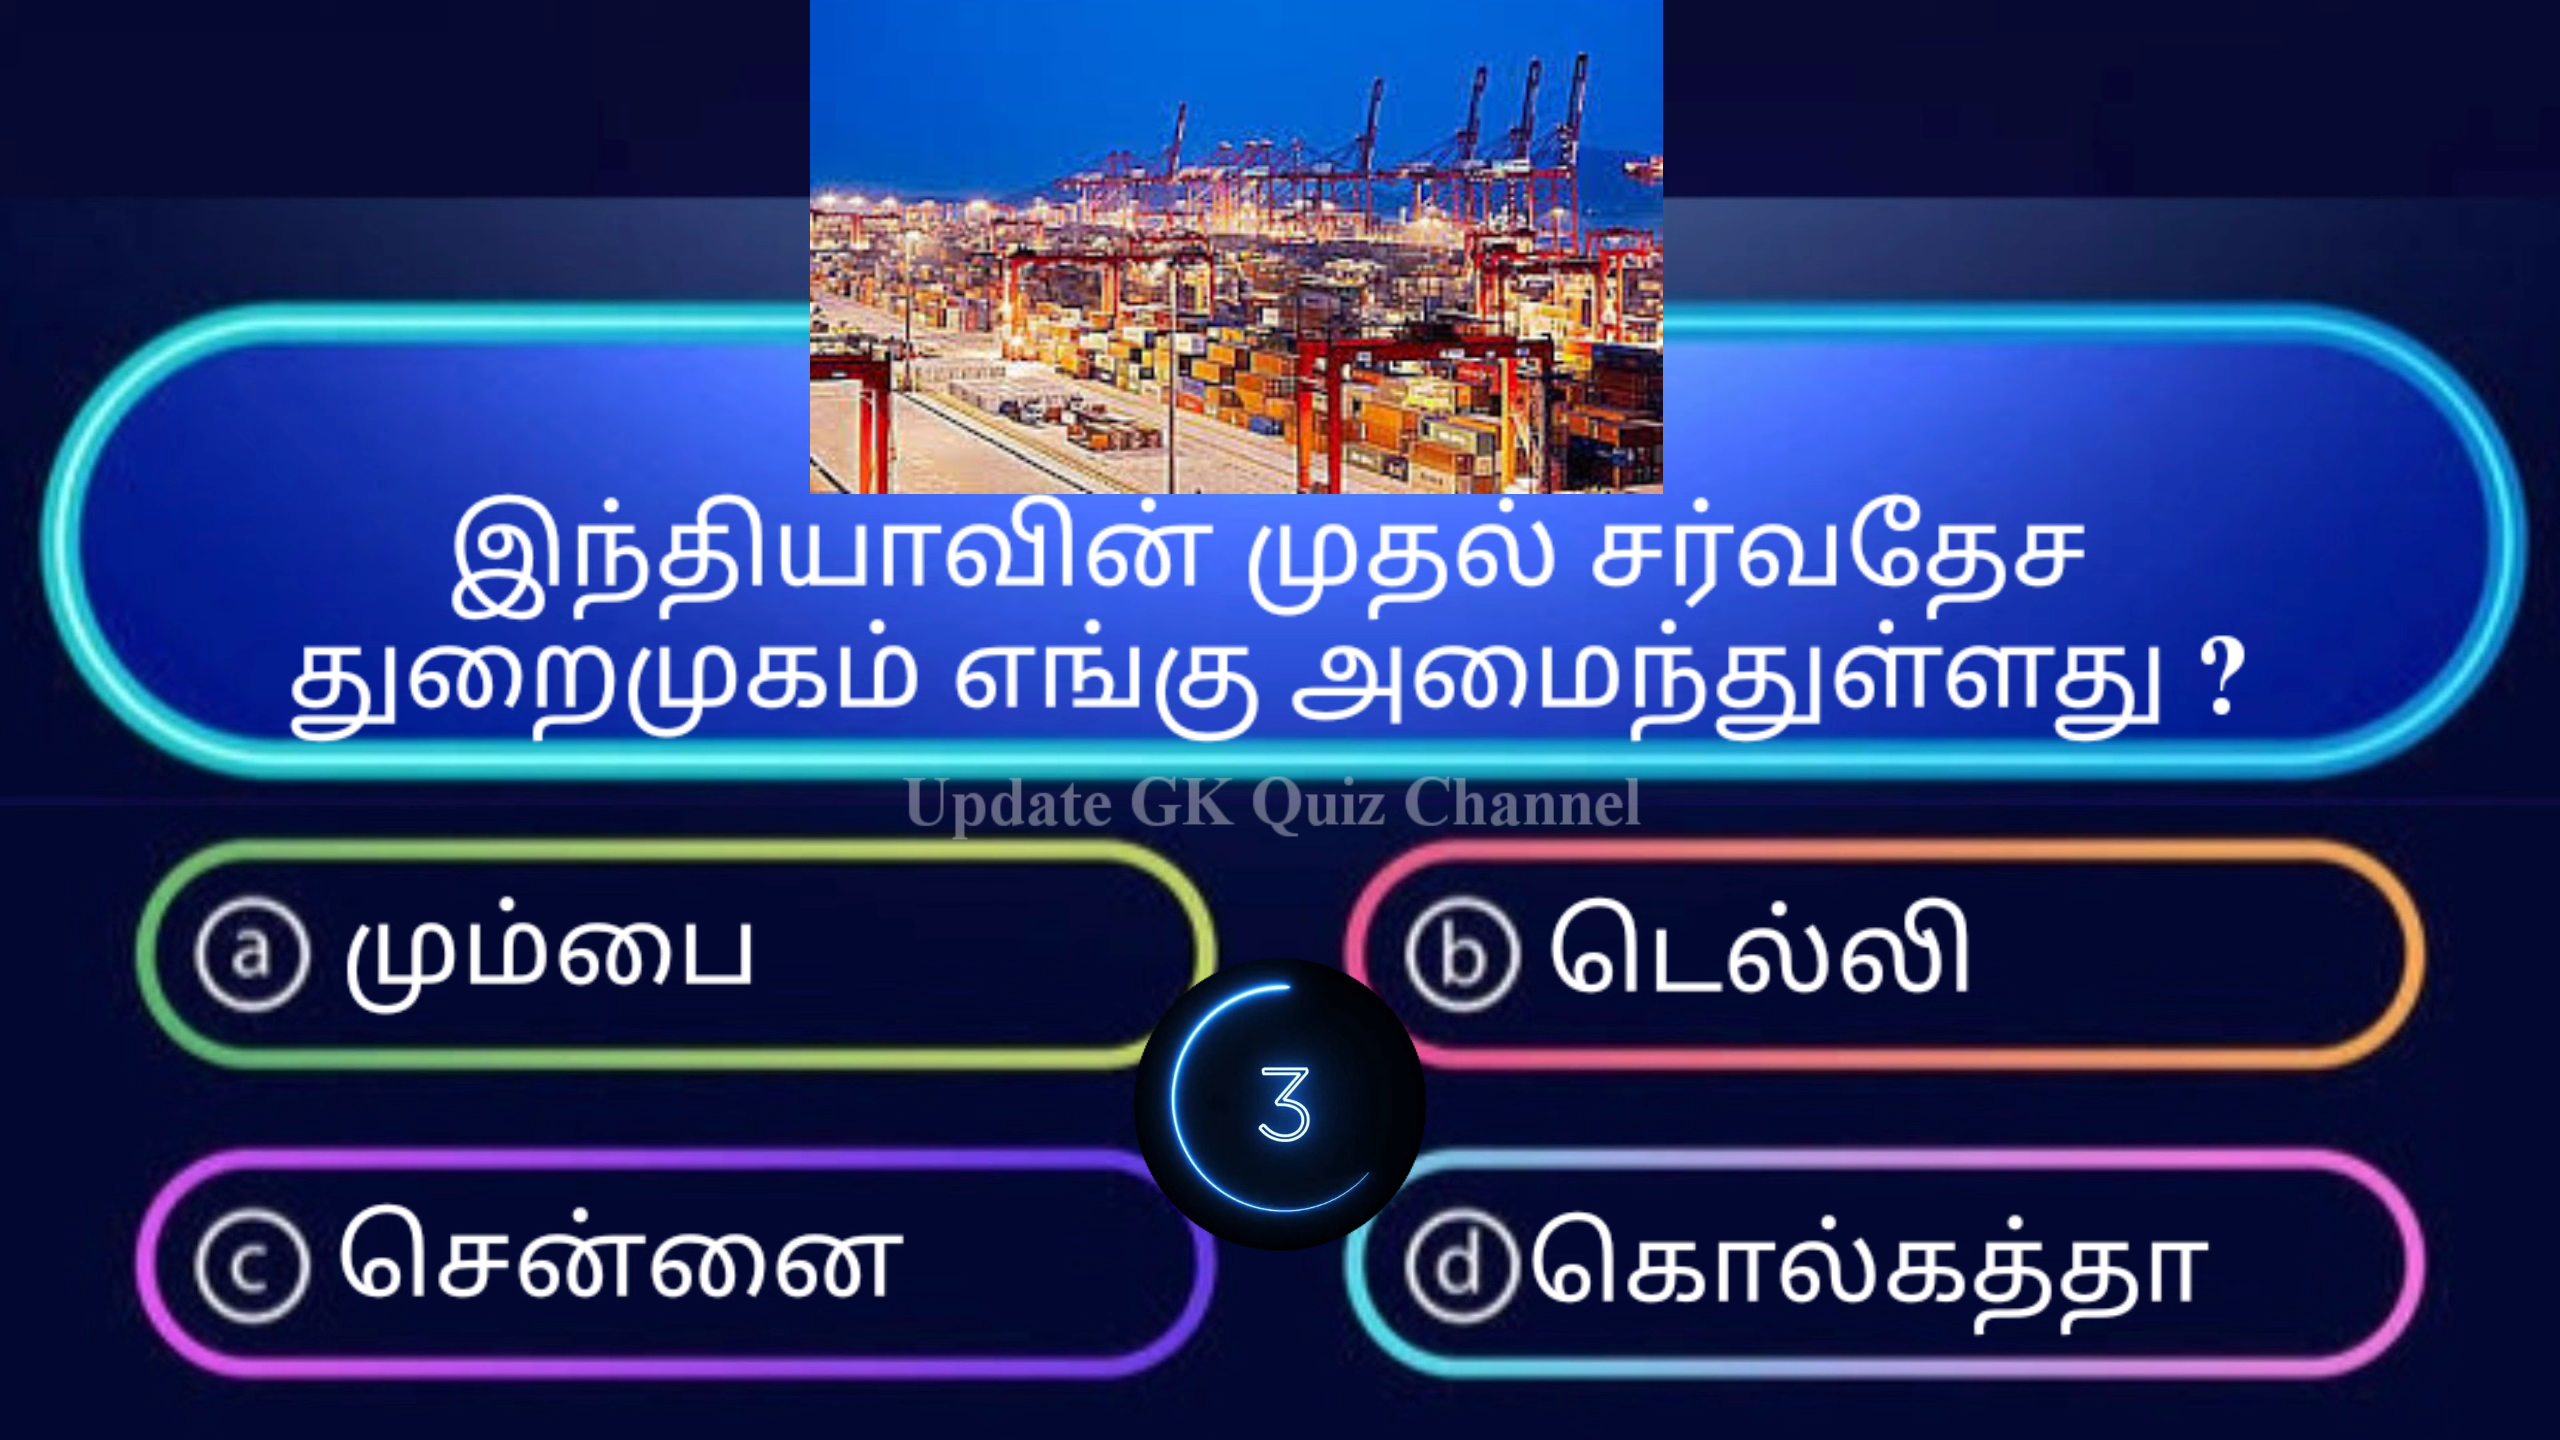 இந்தியாவின் முதல் சர்வதேச
துறைமுகம் எங்கு அமைந்துள்ளது ?
Update GK Quiz Channel
a மும்பை
b டெல்லி
3
c சென்னை
d கொல்கத்தா